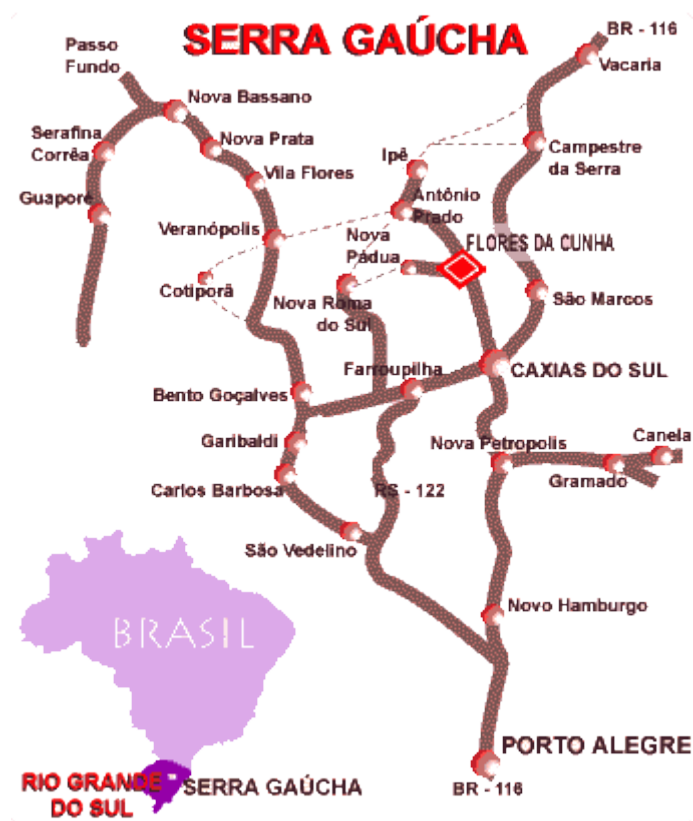 SERRA GAÚCHA
BR - 116
Passo
Fundo
Vacaria
Nova Bassano
Serafina
Corrêa
Nova Prata
Campestre
da Serra
Ipê
Vila Flores
Guaporé
Antônio
Prado
Veranópolis
Nova
Pádua
FLORES DA CUNHA
Cotiporã
Nova Roma
do Sul
São Marcos
Farroupilha
CAXIAS DO SUL
Bento Goçalves
Garibaldi
Nova Petropolis
Canela
Gramado
Carlos Barbosa
RS - 122
São Vedelino
Novo Hamburgo
BRASIL
PORTO ALEGRE
BR - 116
RIO GRANDE
DO SUL
SERRA GAÚCHA